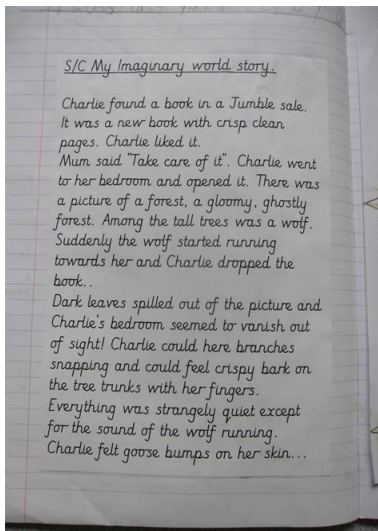 S/C My Imaginary world story.
Charlie found a book in a Jumble sale.
It was a new book with crisp clean
pages. Charlie liked it.
Mum said "Take care of it". Charlie went
to her bedroom and opened it. There was
a picture of a forest, a gloomy, ghostly
forest. Among the tall trees was a wolf.
Suddenly the wolf started running
towards her and Charlie dropped the
book..
Dark leaves spilled out of the picture and
Charlie's bedroom seemed to vanish out
of sight! Charlie could here branches
snapping and could feel crispy bark on
the tree trunks with her fingers.
Everything was strangely quiet except
for the sound of the wolf running.
Charlie felt goose bumps on her skin...